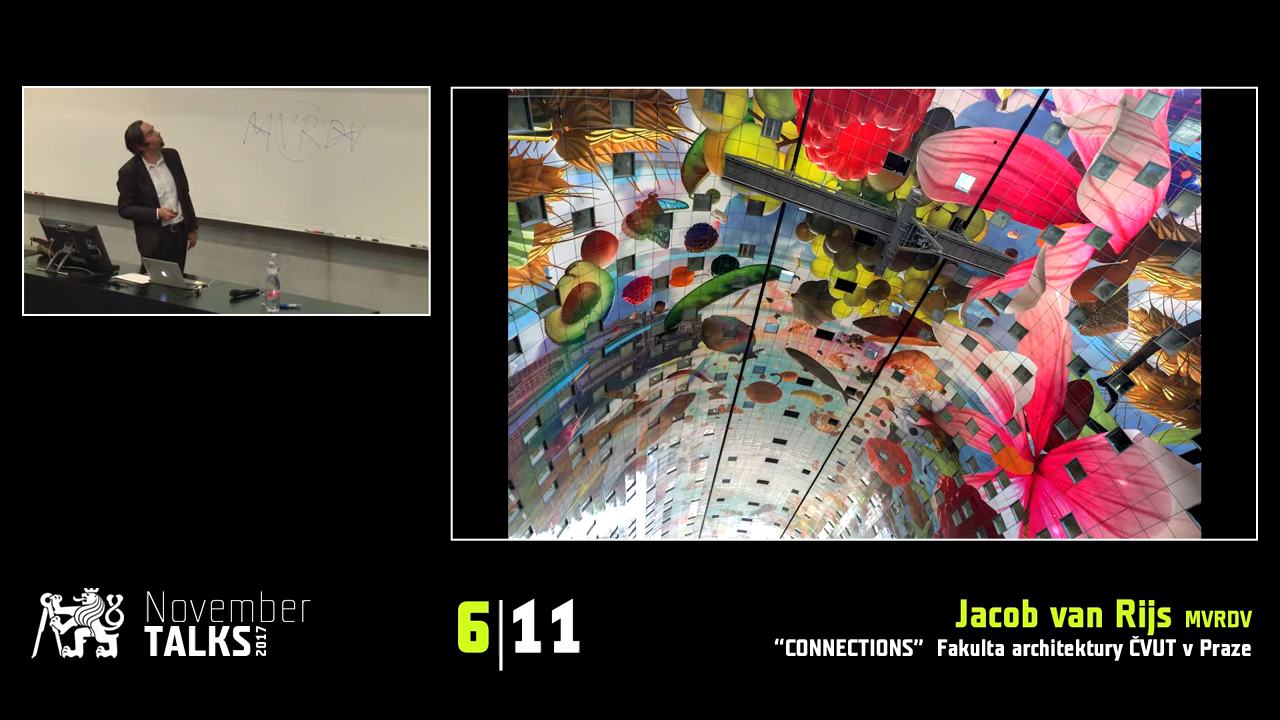 MVRDV
November
TALKS 2017
6|11
Jacob van Rijs MVRDV
“CONNECTIONS” Fakulta architektury ČVUT v Praze